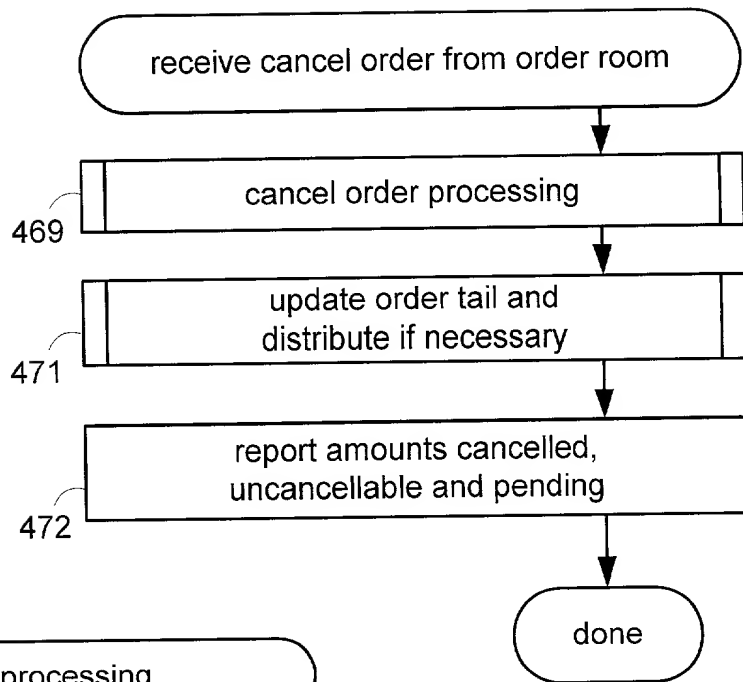 receive cancel order from order room
cancel order processing
469
update order tail and
distribute if necessary
471
report amounts cancelled,
uncancellable and pending
472
done
processing